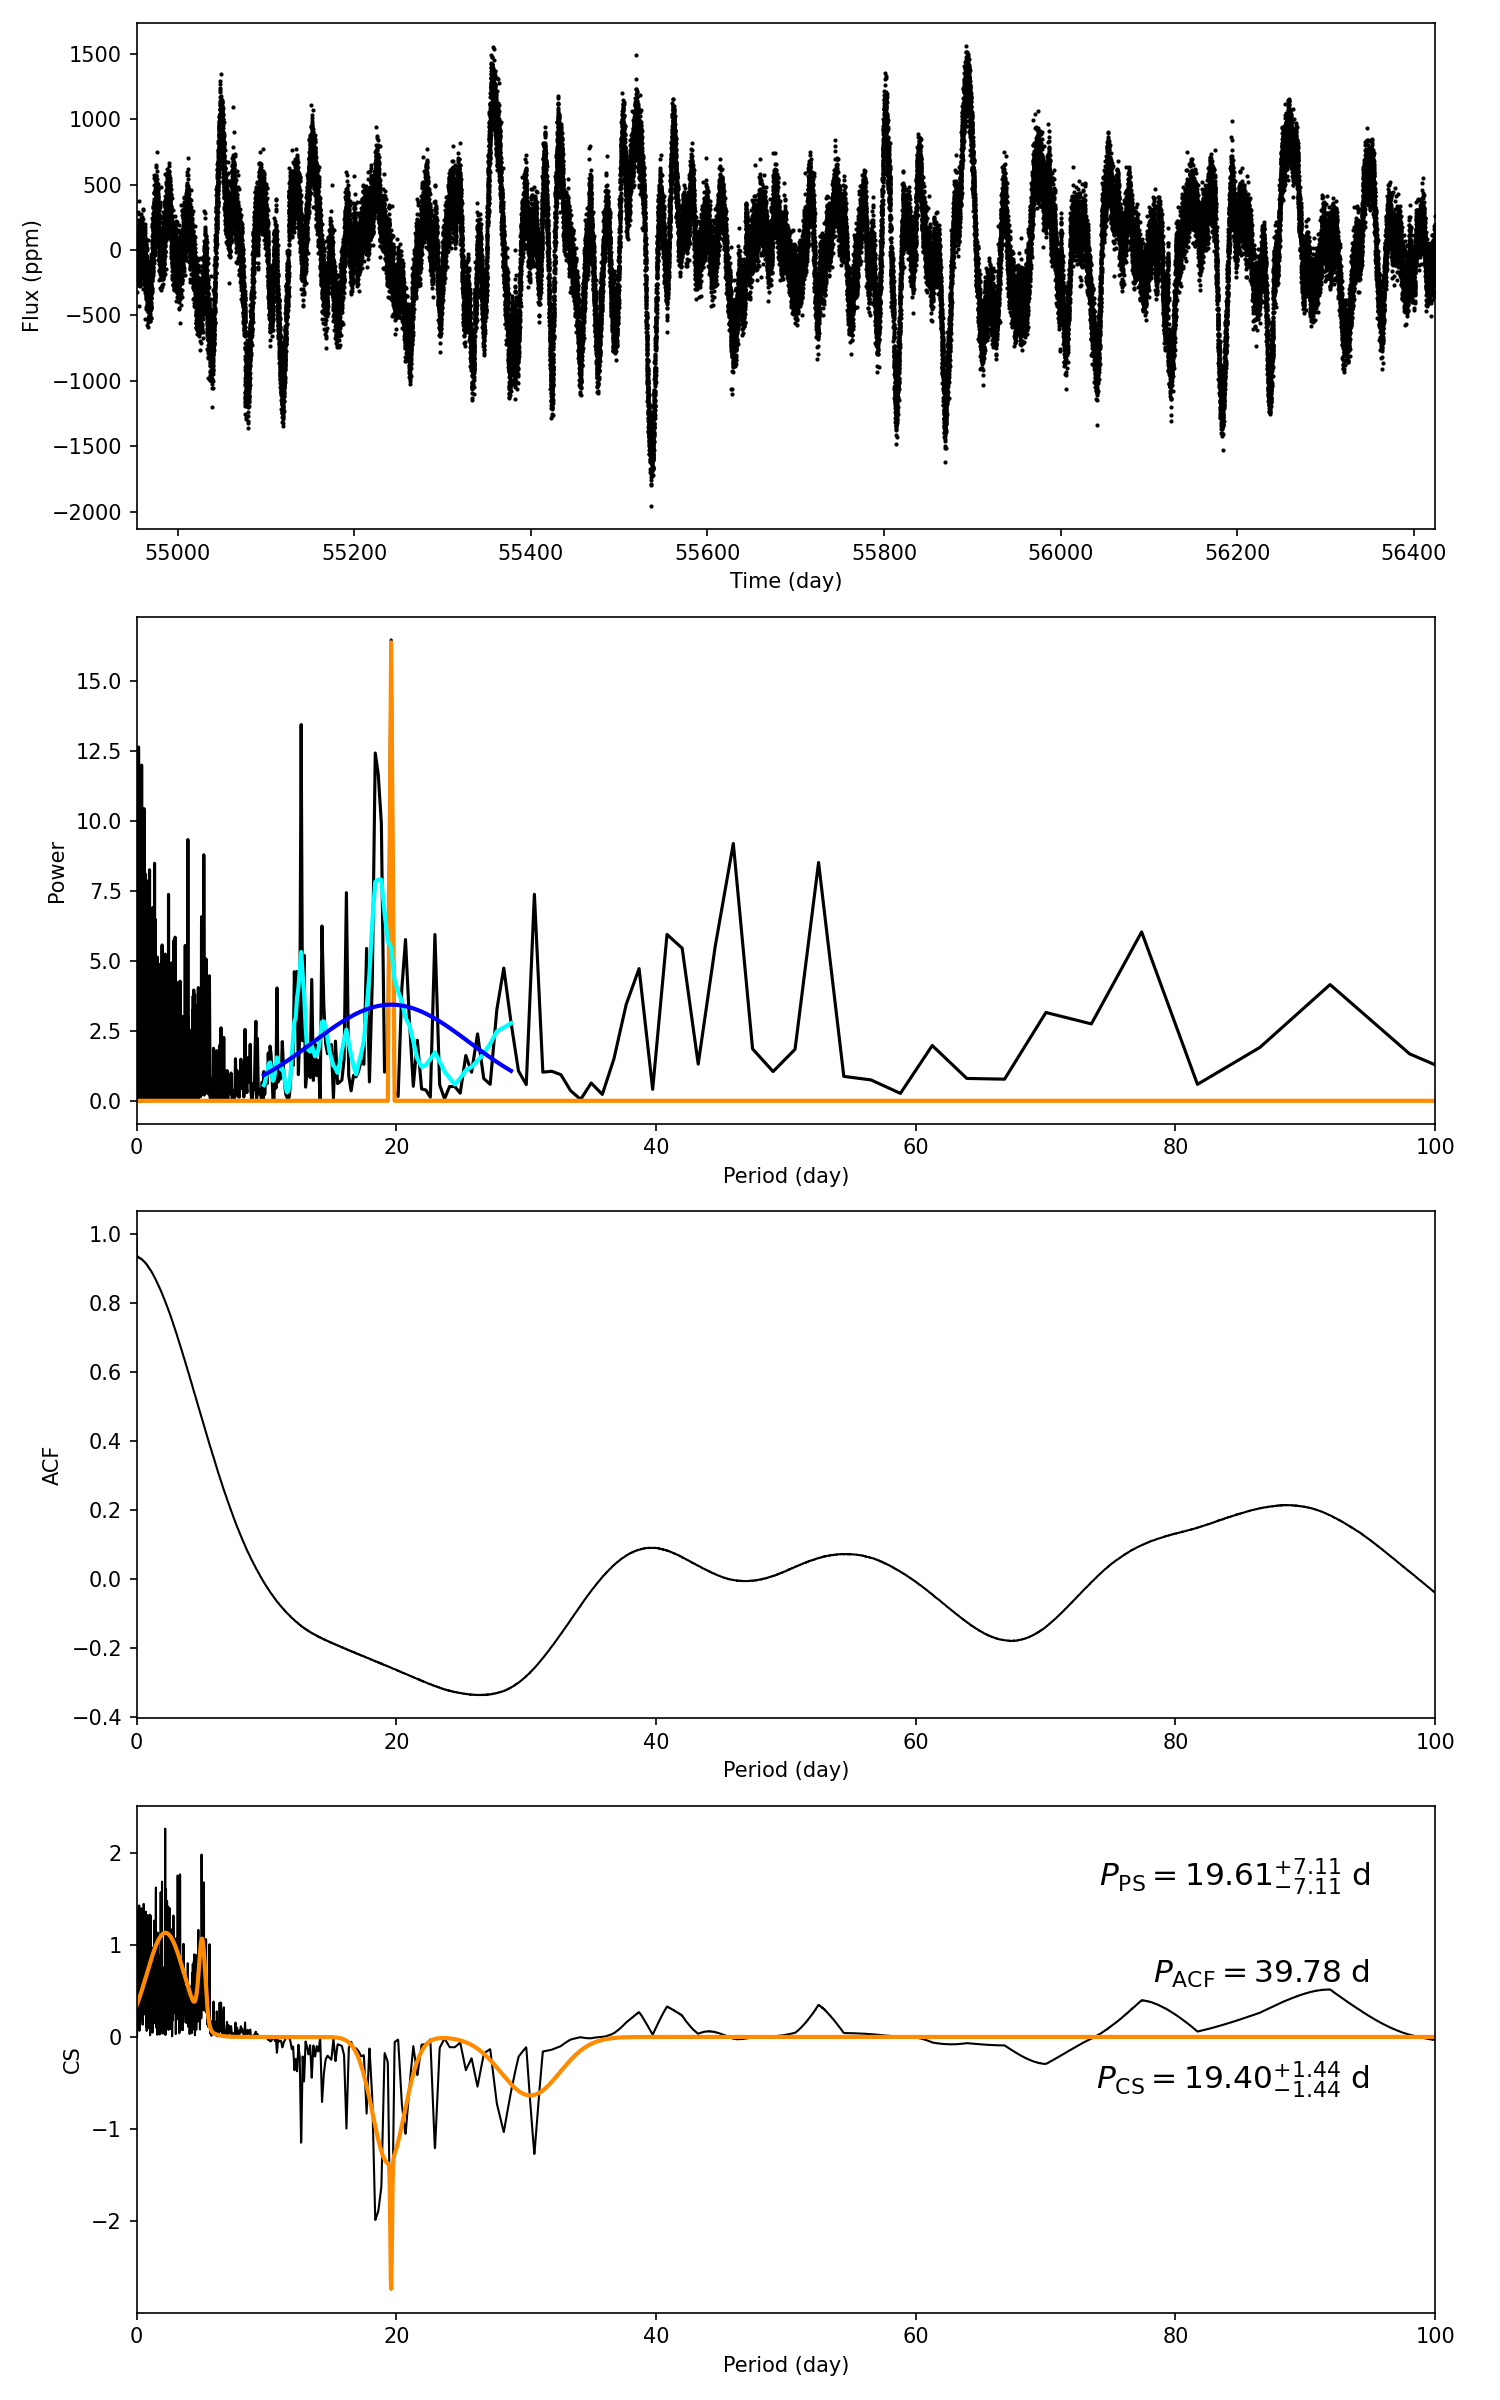 1500
1000
500
0
−500
−1000
−1500
−2000
Flux (ppm)
55000 55200 55400 55600 55800 56000 56200 56400
Time (day)
15.0
12.5
10.0
7.5
5.0
2.5
0.0
Power
0 20 40 60 80 100
Period (day)
1.0
0.8
0.6
0.4
0.2
0.0
−0.2
−0.4
ACF
0 20 40 60 80 100
Period (day)
2
1
0
−1
−2
CS
P_PS = 19.61 +7.11 −7.11 d
P_ACF = 39.78 d
P_CS = 19.40 +1.44 −1.44 d
0 20 40 60 80 100
Period (day)